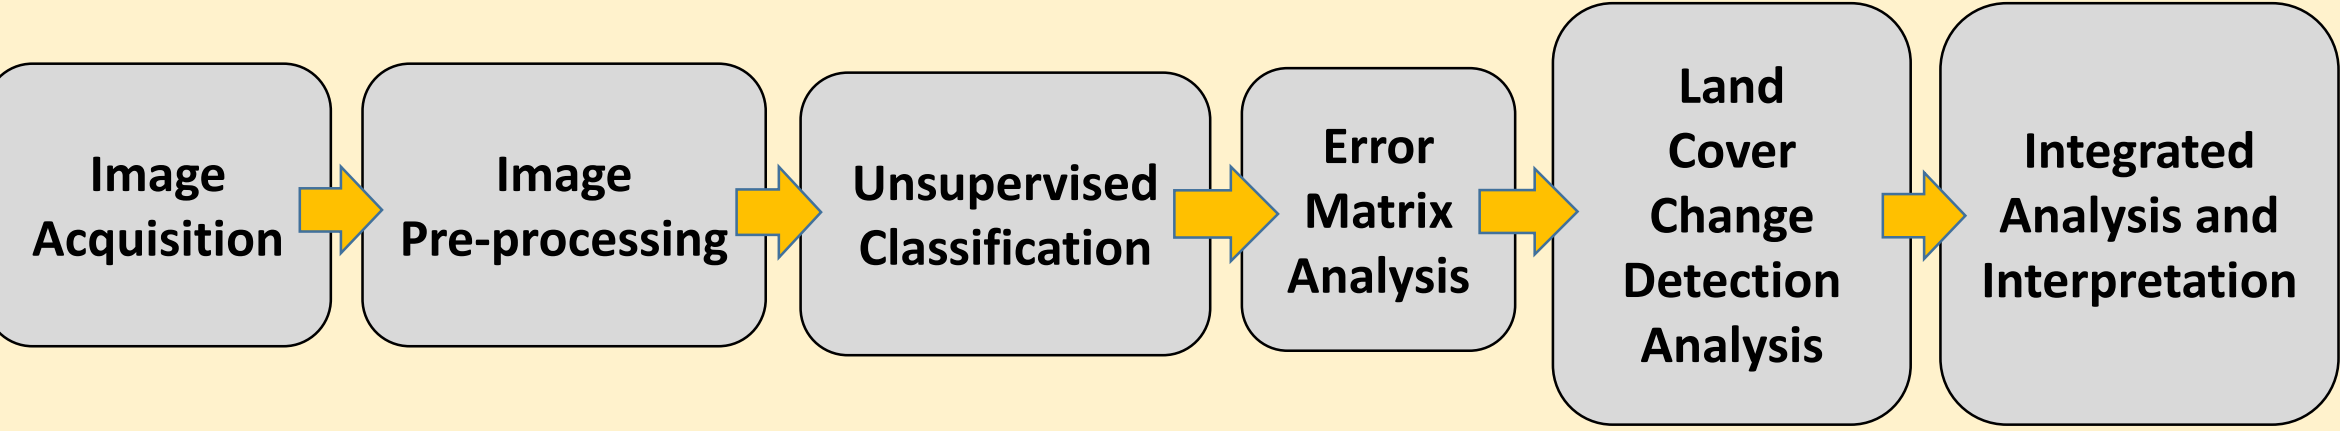 Image
Acquisition
Image
Pre-processing
Unsupervised
Classification
Error
Matrix
Analysis
Land
Cover
Change
Detection
Analysis
Integrated
Analysis and
Interpretation